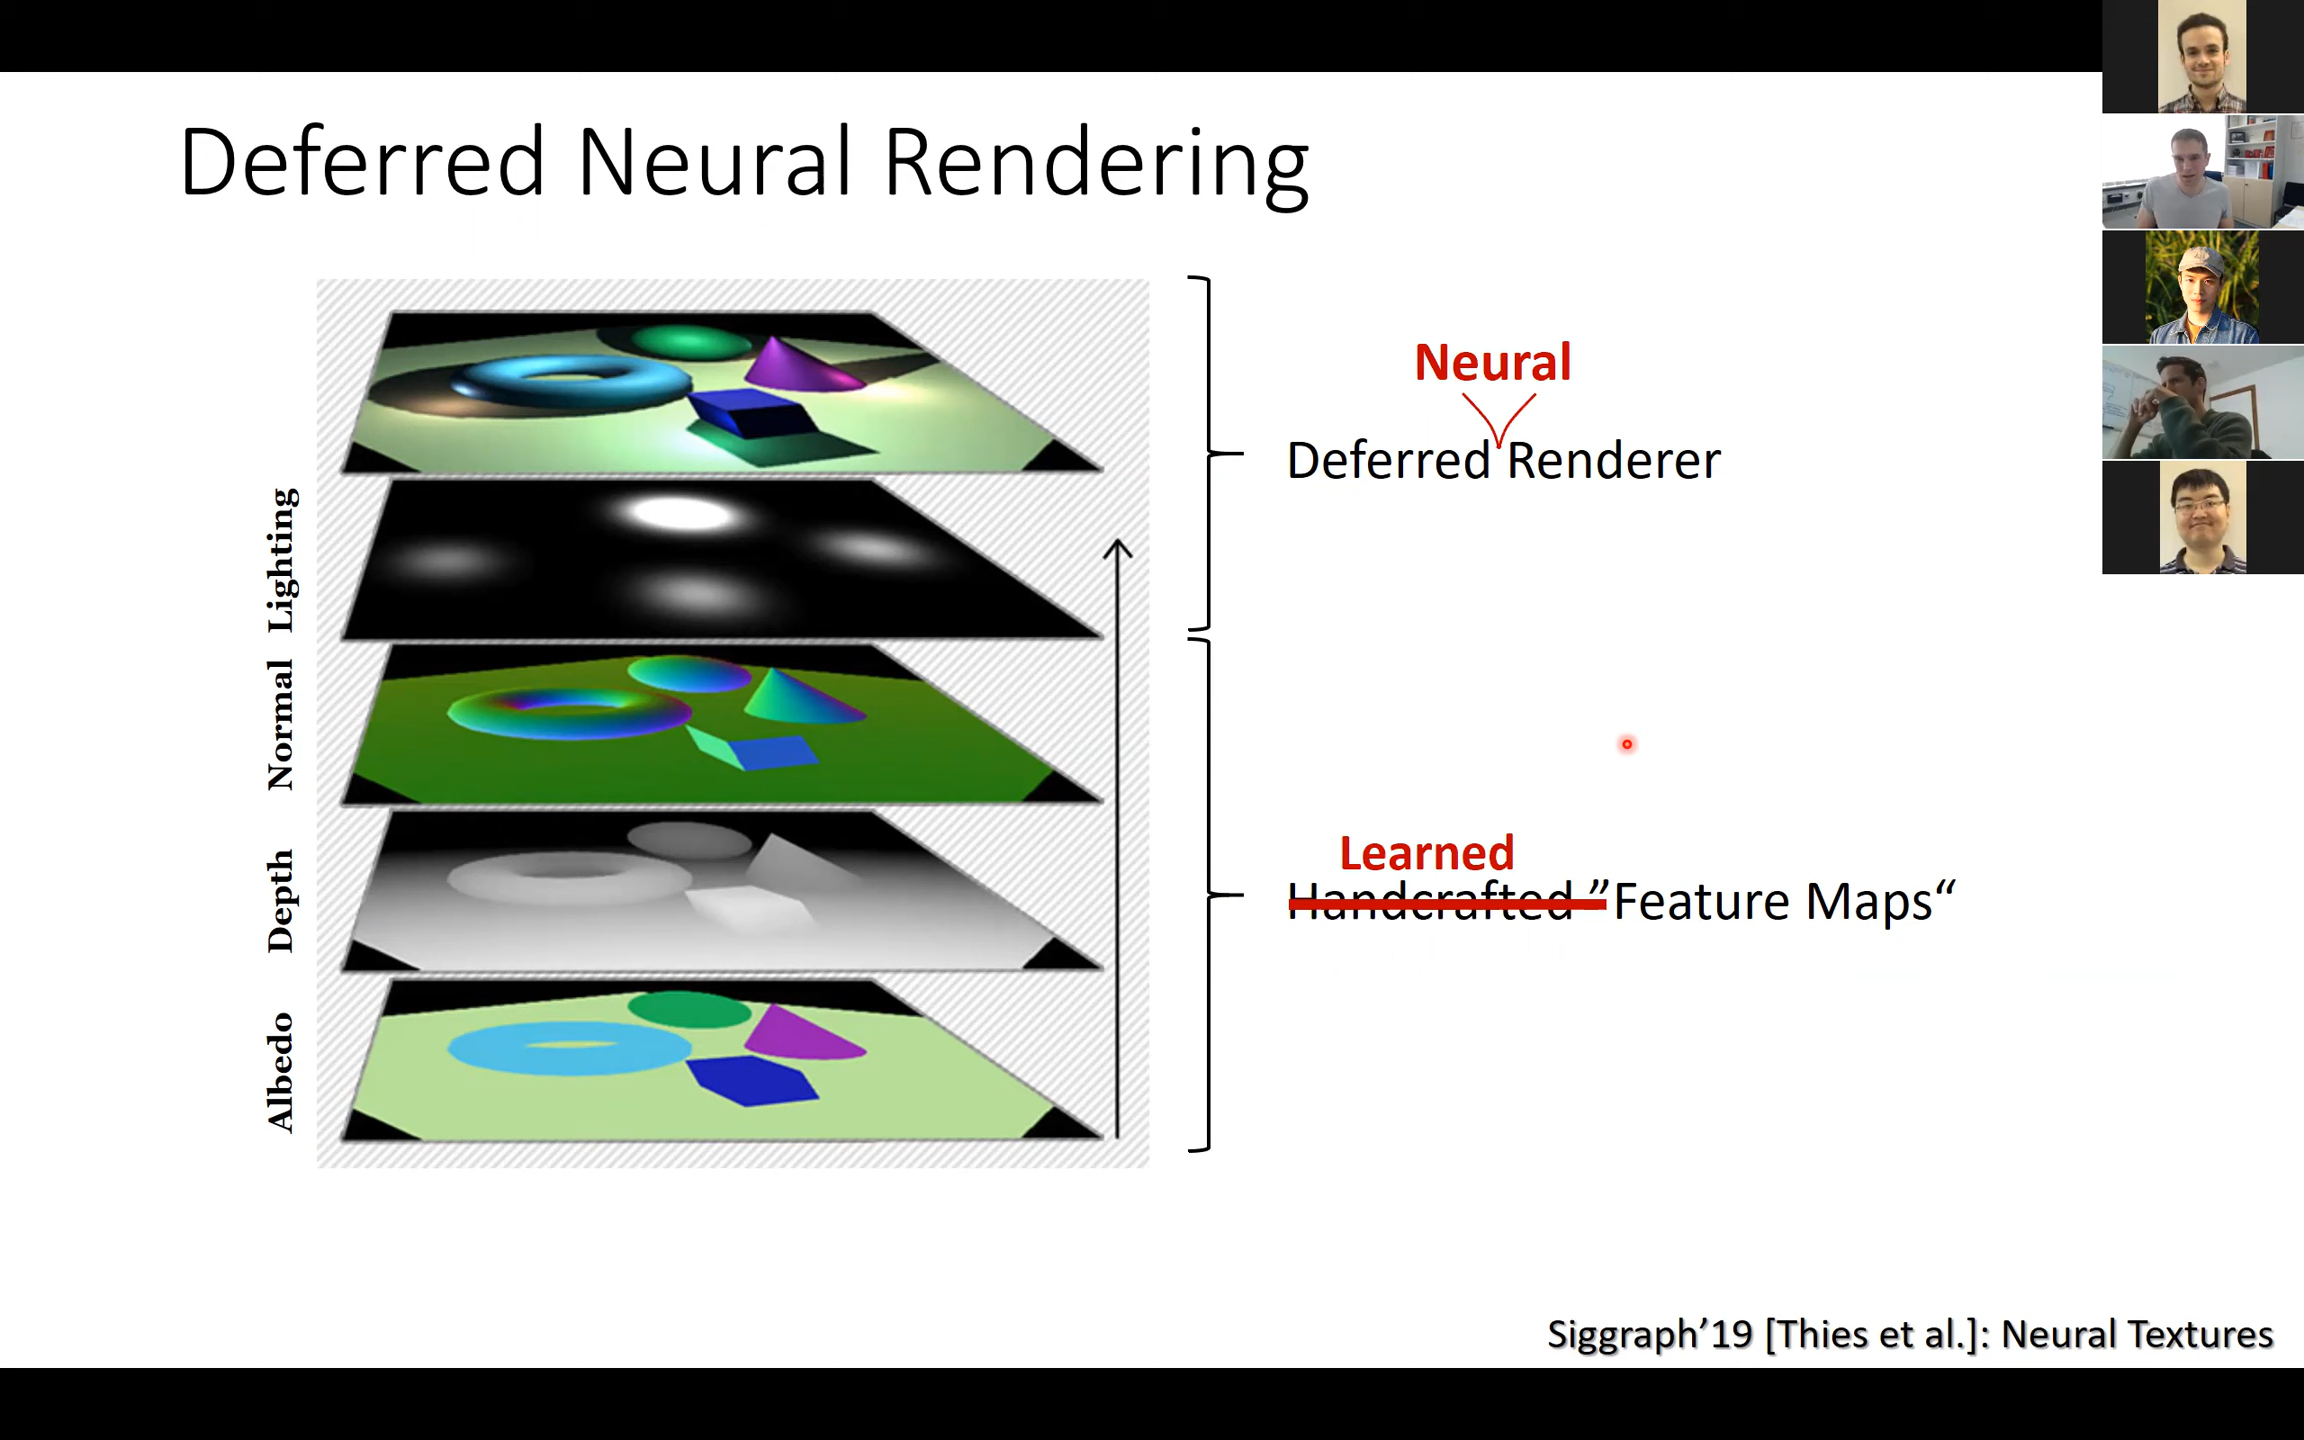 Deferred Neural Rendering
Neural
Deferred Renderer
Lighting
Normal
Depth
Albedo
Learned
Handcrafted ”Feature Maps“
Siggraph’19 [Thies et al.]: Neural Textures